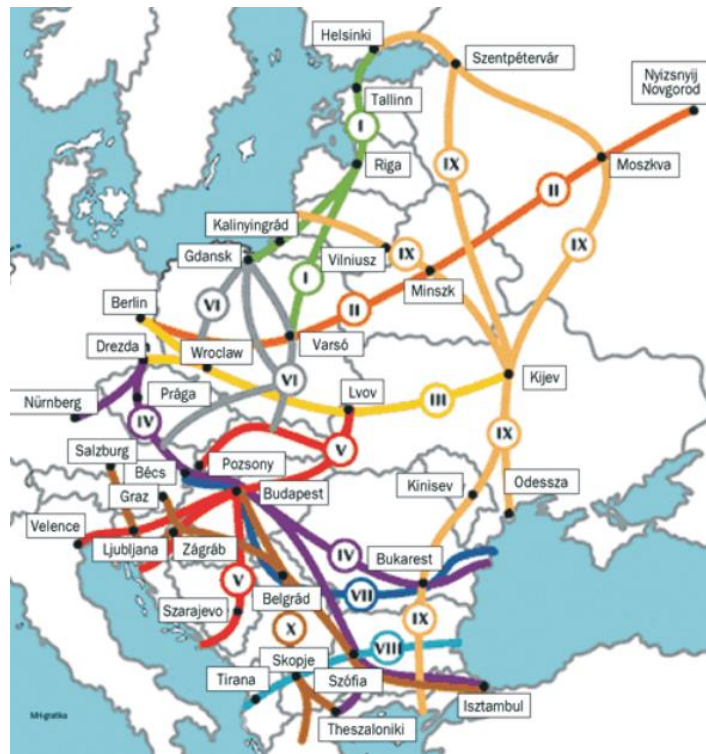 Helsinki
Szentpétervár
Nyizsnyij
Novgorod
Tallinn
I
Moszkva
Riga
IX
II
Kalinyingrád
IX
Gdansk
Vilniusz
IX
I
Minszk
VI
Berlin
II
Drezda
Wroclaw
Varsó
Kijev
VI
Lvov
III
Nürnberg
Prága
IV
IX
Salzburg
V
Bécs
Pozsony
Kinisev
Odessza
Graz
Budapest
Velence
Ljubljana
Zágráb
IV
Bukarest
V
Belgrád
VII
Szarajevo
IX
X
VIII
Skopje
Tirana
Szófia
Isztambul
MH-grafika
Theszaloniki